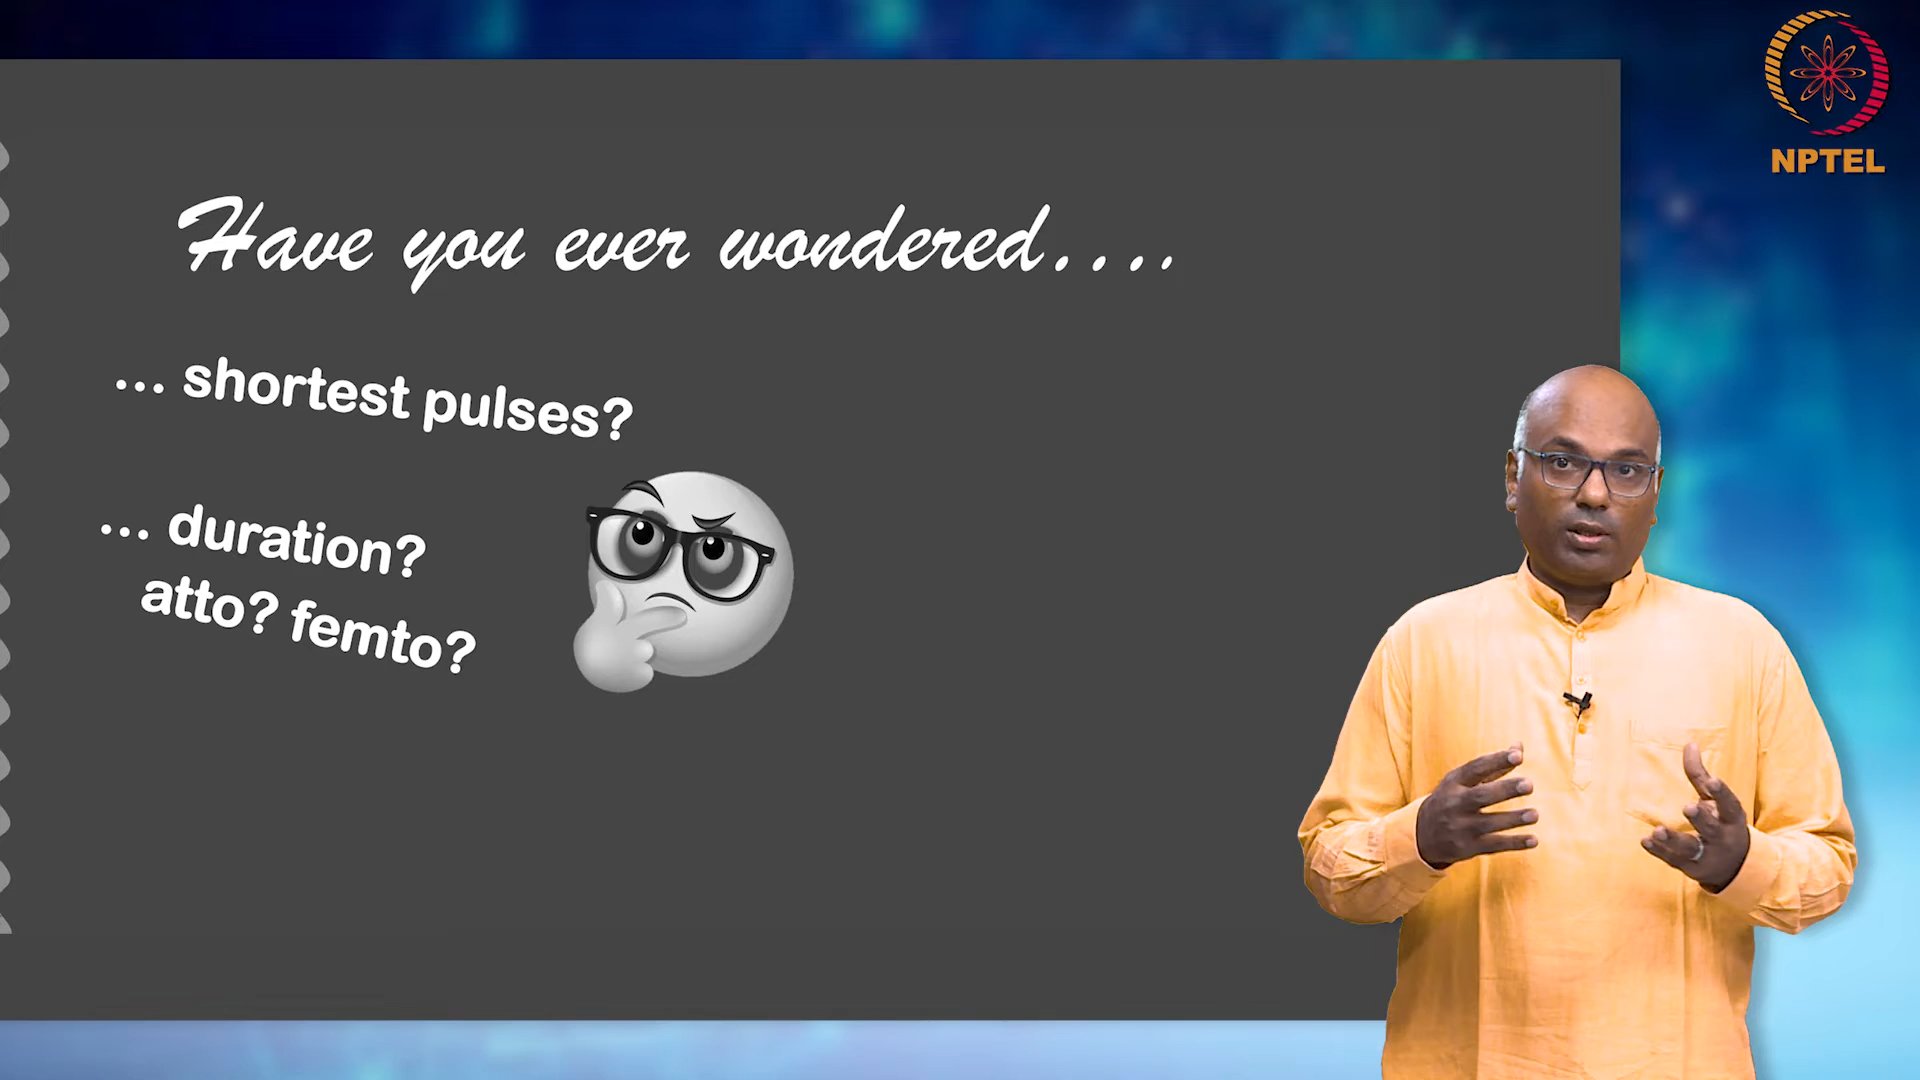 NPTEL
Have you ever wondered....
... shortest pulses?
... duration?
atto? femto?